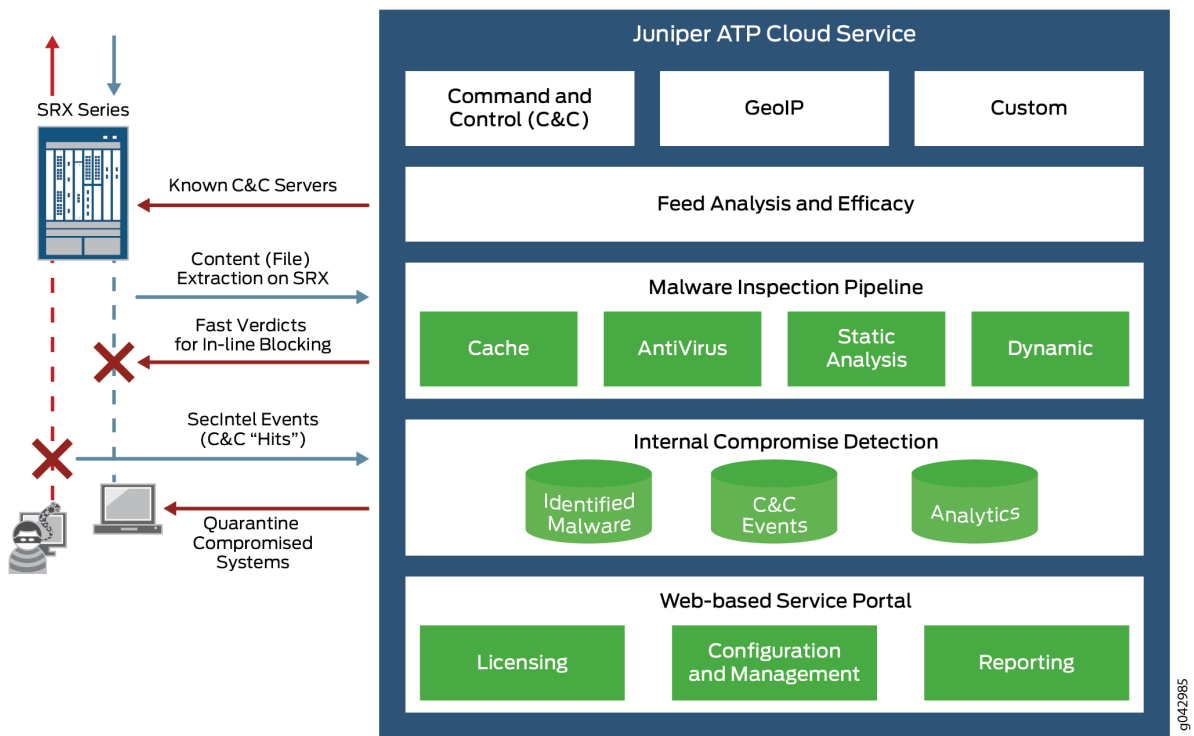 Juniper ATP Cloud Service
SRX Series
Command and
Control (C&C)
GeoIP
Custom
Known C&C Servers
Feed Analysis and Efficacy
Content (File)
Extraction on SRX
Malware Inspection Pipeline
Fast Verdicts
for In-line Blocking
Cache
AntiVirus
Static
Analysis
Dynamic
SecIntel Events
(C&C “Hits”)
Internal Compromise Detection
Identified
Malware
C&C
Events
Analytics
Quarantine
Compromised
Systems
Web-based Service Portal
Licensing
Configuration
and Management
Reporting
g042985